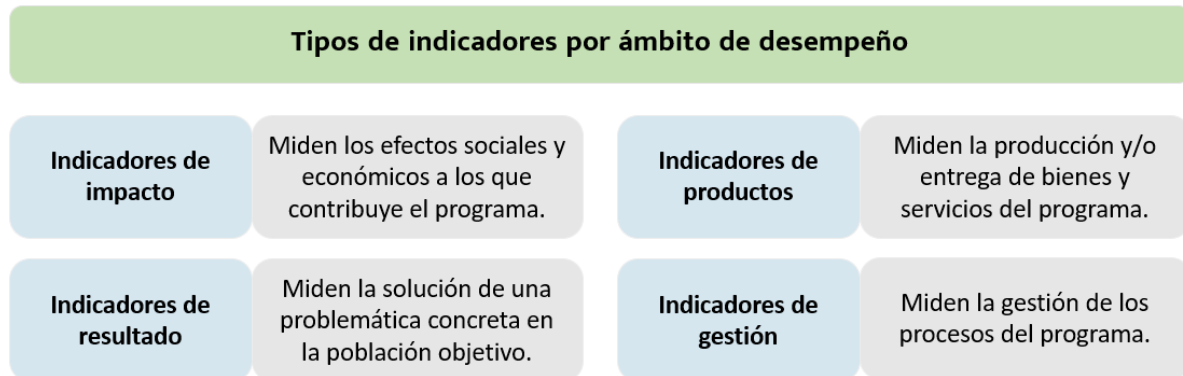 Tipos de indicadores por ámbito de desempeño
Indicadores de
impacto
Miden los efectos sociales y
económicos a los que
contribuye el programa.
Indicadores de
productos
Miden la producción y/o
entrega de bienes y
servicios del programa.
Indicadores de
resultado
Miden la solución de una
problemática concreta en
la población objetivo.
Indicadores de
gestión
Miden la gestión de los
procesos del programa.